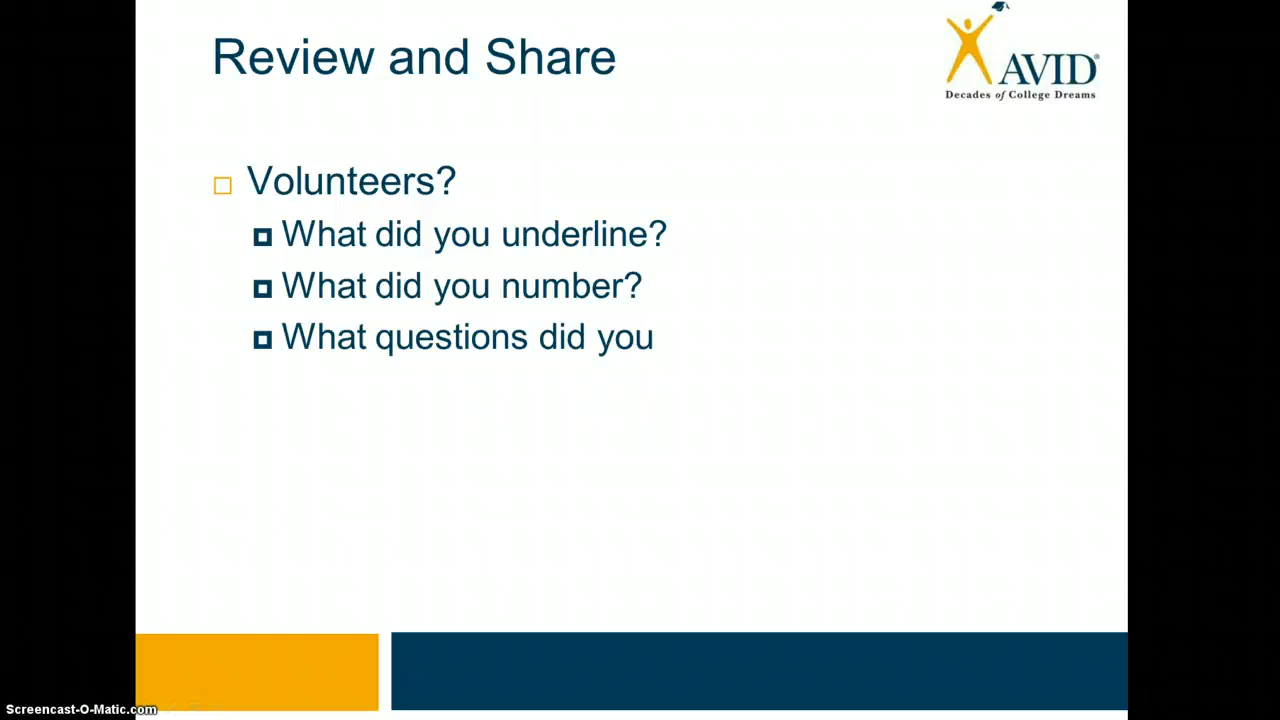 Review and Share
AVID®
Decades of College Dreams
Volunteers?
What did you underline?
What did you number?
What questions did you
Screencast-O-Matic.com